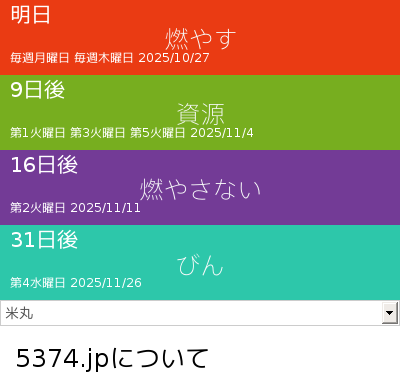 明日
燃やす
毎週月曜日 毎週木曜日 2025/10/27
9日後
資源
第1火曜日 第3火曜日 第5火曜日 2025/11/4
16日後
燃やさない
第2火曜日 2025/11/11
31日後
びん
第4水曜日 2025/11/26
米丸
5374.jpについて